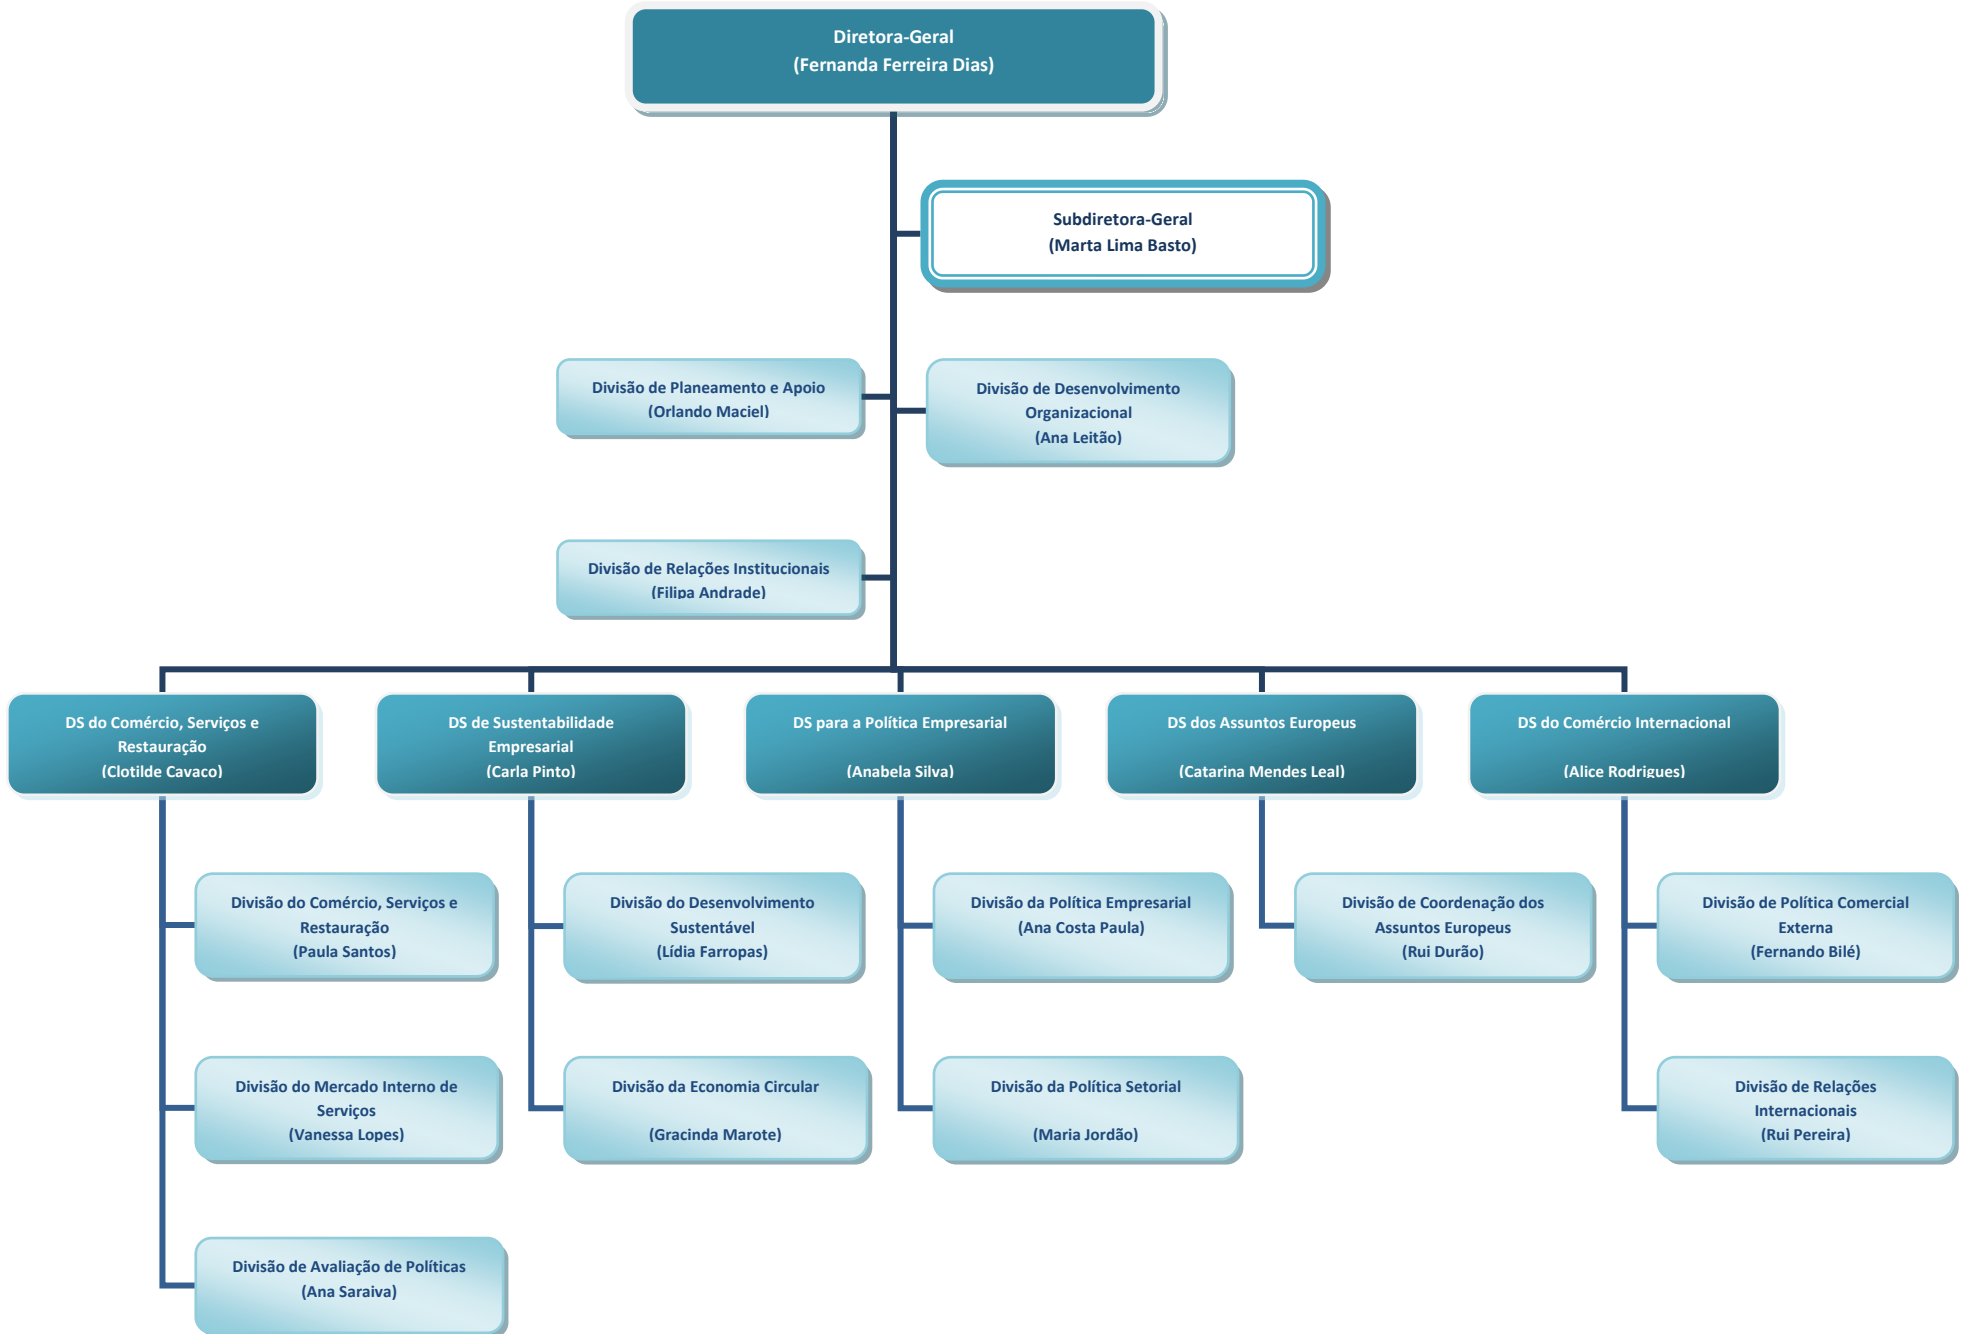 Diretora-Geral
(Fernanda Ferreira Dias)
Subdiretora-Geral
(Marta Lima Basto)
Divisão de Planeamento e Apoio
(Orlando Maciel)
Divisão de Desenvolvimento
Organizacional
(Ana Leitão)
Divisão de Relações Institucionais
(Filipa Andrade)
DS do Comércio, Serviços e
Restauração
(Clotilde Cavaco)
DS de Sustentabilidade
Empresarial
(Carla Pinto)
DS para a Política Empresarial
(Anabela Silva)
DS dos Assuntos Europeus
(Catarina Mendes Leal)
DS do Comércio Internacional
(Alice Rodrigues)
Divisão do Comércio, Serviços e
Restauração
(Paula Santos)
Divisão do Desenvolvimento
Sustentável
(Lídia Farropas)
Divisão da Política Empresarial
(Ana Costa Paula)
Divisão de Coordenação dos
Assuntos Europeus
(Rui Durão)
Divisão de Política Comercial
Externa
(Fernando Bilé)
Divisão do Mercado Interno de
Serviços
(Vanessa Lopes)
Divisão da Economia Circular
(Gracinda Marote)
Divisão da Política Setorial
(Maria Jordão)
Divisão de Relações
Internacionais
(Rui Pereira)
Divisão de Avaliação de Políticas
(Ana Saraiva)